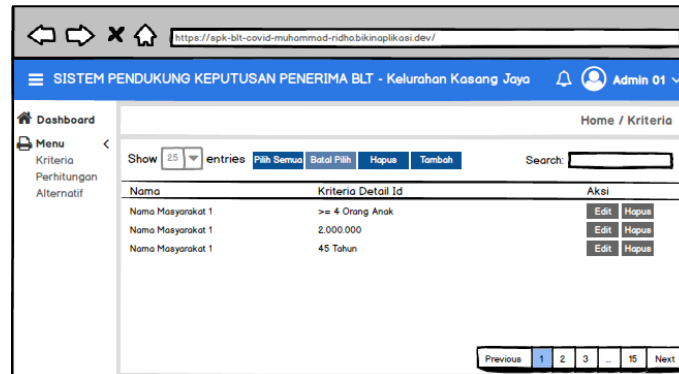 https://spk-blt-covid-muhammad-ridho.bikinaplikasi.dev/
SISTEM PENDUKUNG KEPUTUSAN PENERIMA BLT - Kelurahan Kasang Jaya Admin 01
Dashboard
Home / Kriteria
Menu
Kriteria
Perhitungan
Alternatif
Show 25 entries Pilih Semua Batal Pilih Hapus Tambah Search:
Nama Kriteria Detail Id Aksi
Nama Masyarakat 1 >= 4 Orang Anak Edit Hapus
Nama Masyarakat 1 2.000.000 Edit Hapus
Nama Masyarakat 1 45 Tahun Edit Hapus
Previous 1 2 3 ... 15 Next